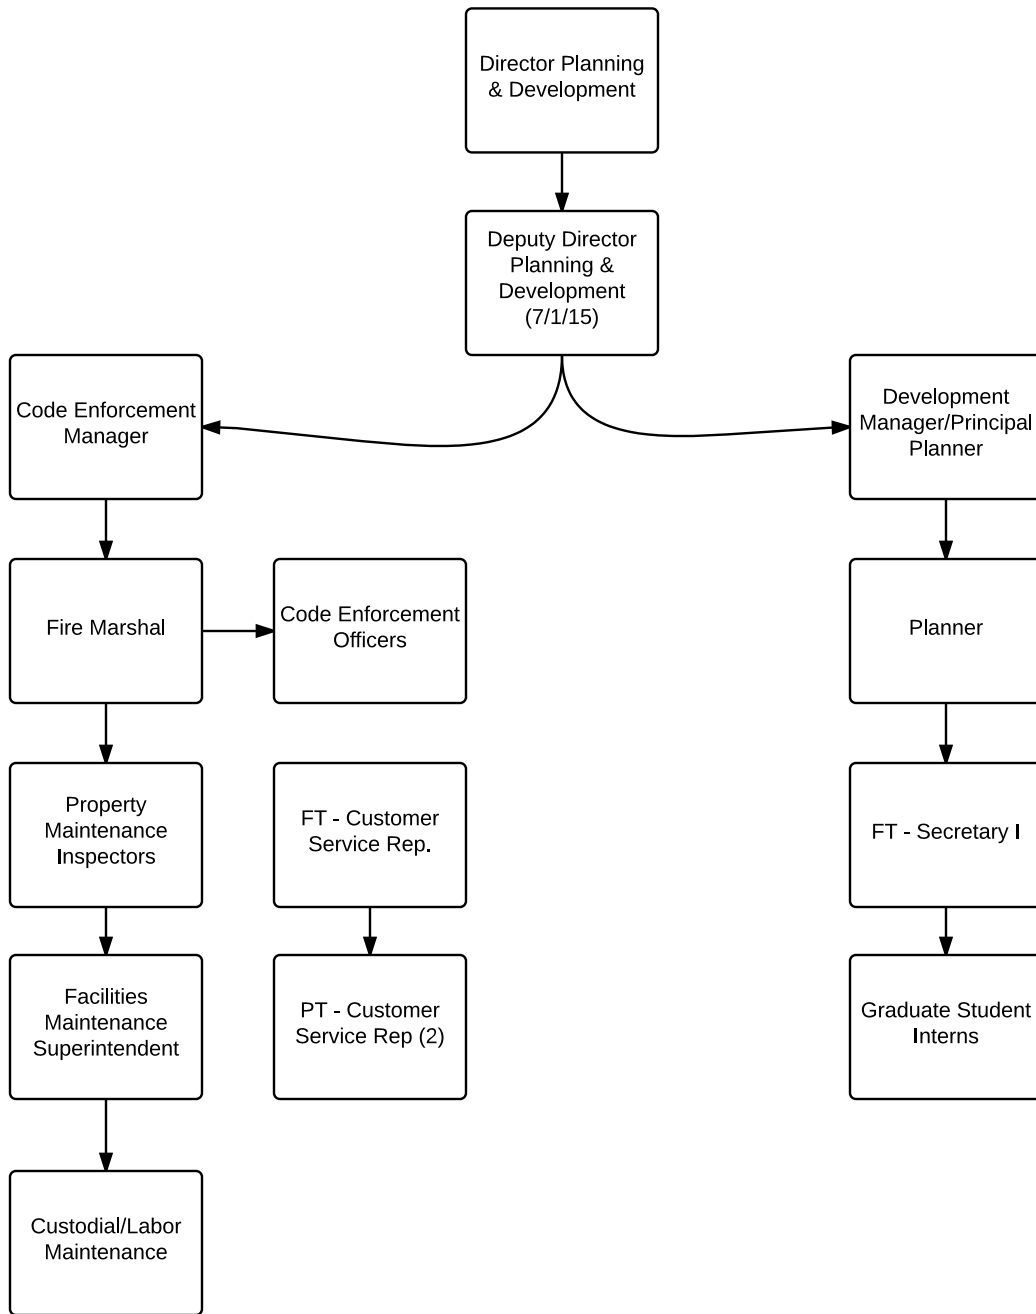 Director Planning
& Development
Deputy Director
Planning &
Development
(7/1/15)
Code Enforcement
Manager
Development
Manager/Principal
Planner
Fire Marshal
Code Enforcement
Officers
Planner
Property
Maintenance
Inspectors
FT - Customer
Service Rep.
FT - Secretary I
Facilities
Maintenance
Superintendent
PT - Customer
Service Rep (2)
Graduate Student
Interns
Custodial/Labor
Maintenance